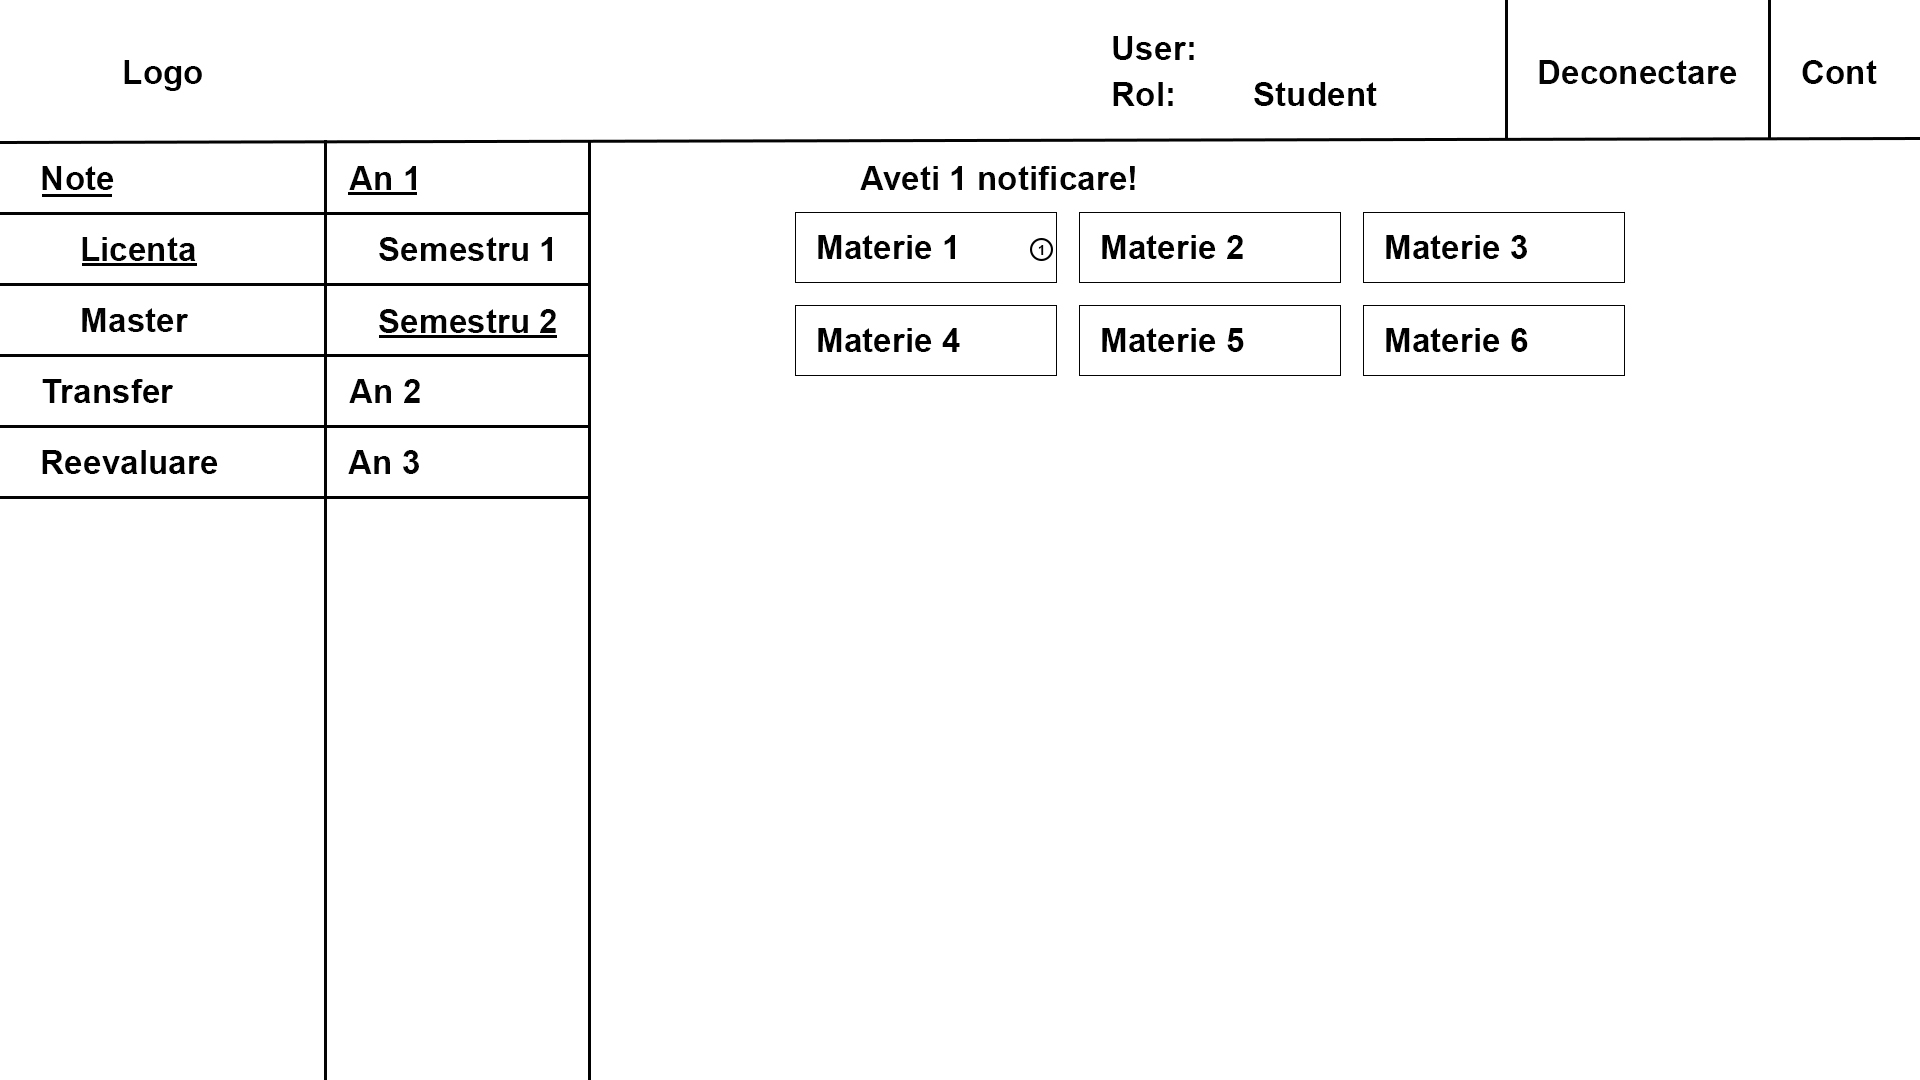 Logo
User:
Rol: Student
Deconectare
Cont
Note
Licenta
Master
Transfer
Reevaluare
An 1
Semestru 1
Semestru 2
An 2
An 3
Aveti 1 notificare!
Materie 1 1
Materie 2
Materie 3
Materie 4
Materie 5
Materie 6